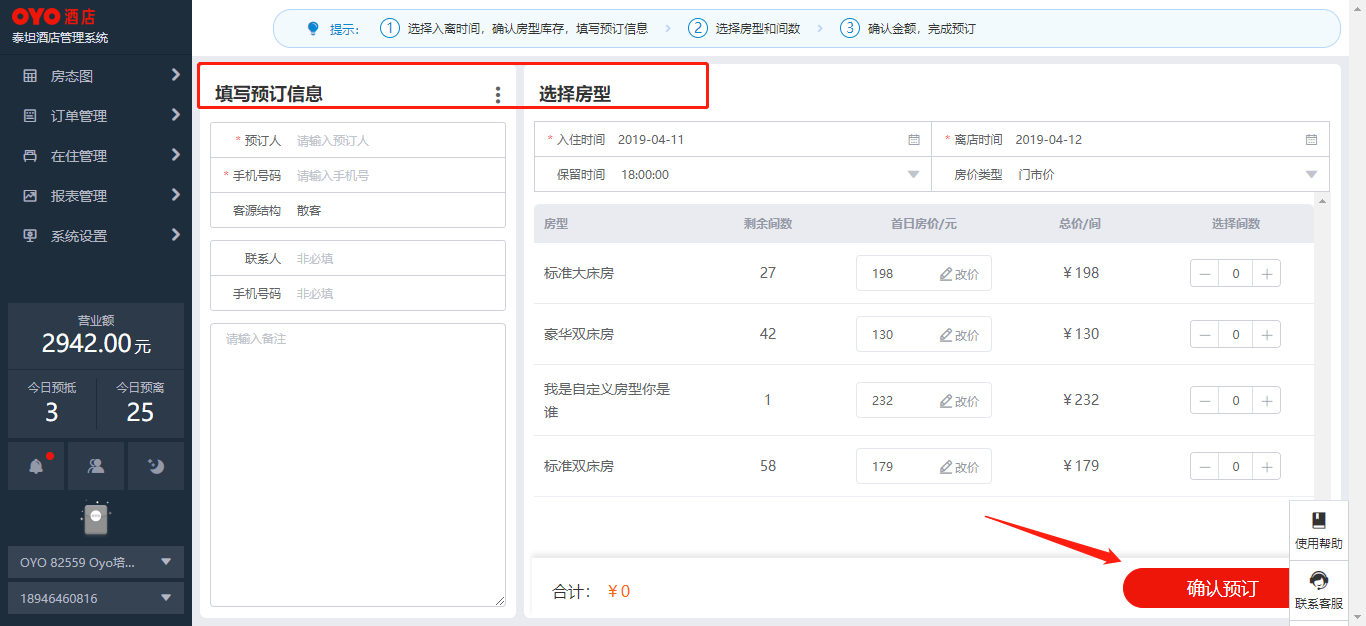 OYO 酒店
泰坦酒店管理系统
房态图
订单管理
在住管理
报表管理
系统设置
营业额
2942.00元
今日预抵 今日预离
3 25
OYO 82559 Oyo培...
18946460816
提示: 1 选择入离时间，确认房型库存，填写预订信息 2 选择房型和间数 3 确认金额，完成预订
填写预订信息
* 预订人 请输入预订人
* 手机号码 请输入手机号
客源结构 散客
联系人 非必填
手机号码 非必填
请输入备注
选择房型
* 入住时间 2019-04-11 * 离店时间 2019-04-12
保留时间 18:00:00 房价类型 门市价
房型 剩余间数 首日房价/元 总价/间 选择间数
标准大床房 27 198 改价 ¥198 — 0 +
豪华双床房 42 130 改价 ¥130 — 0 +
我是自定义房型你是
谁 1 232 改价 ¥232 — 0 +
标准双床房 58 179 改价 ¥179 — 0 +
合计: ¥0 确认预订
使用帮助
联系客服